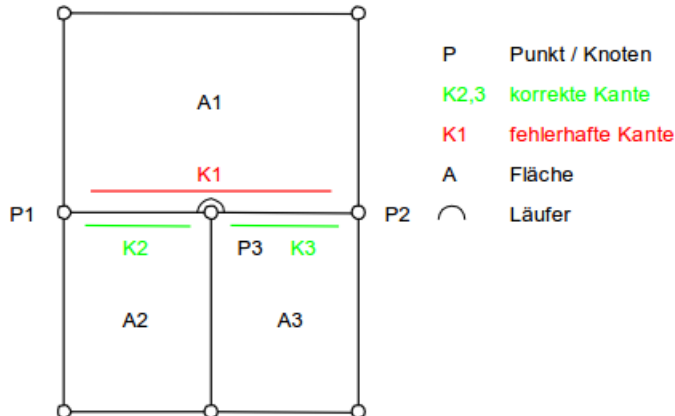 A1
K1
P1
P2
K2
P3
K3
A2
A3
P Punkt / Knoten
K2,3 korrekte Kante
K1 fehlerhafte Kante
A Fläche
Läufer